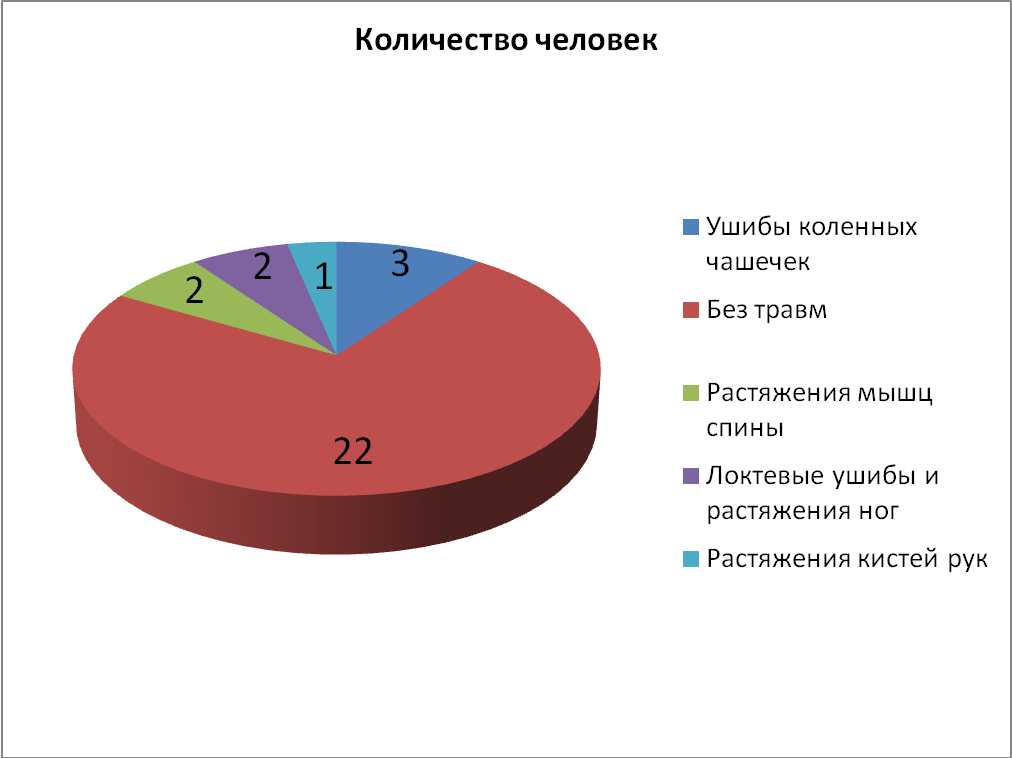 Количество человек
3
2
2
1
22
Ушибы коленных
чашечек
Без травм
Растяжения мышц
спины
Локтевые ушибы и
растяжения ног
Растяжения кистей рук